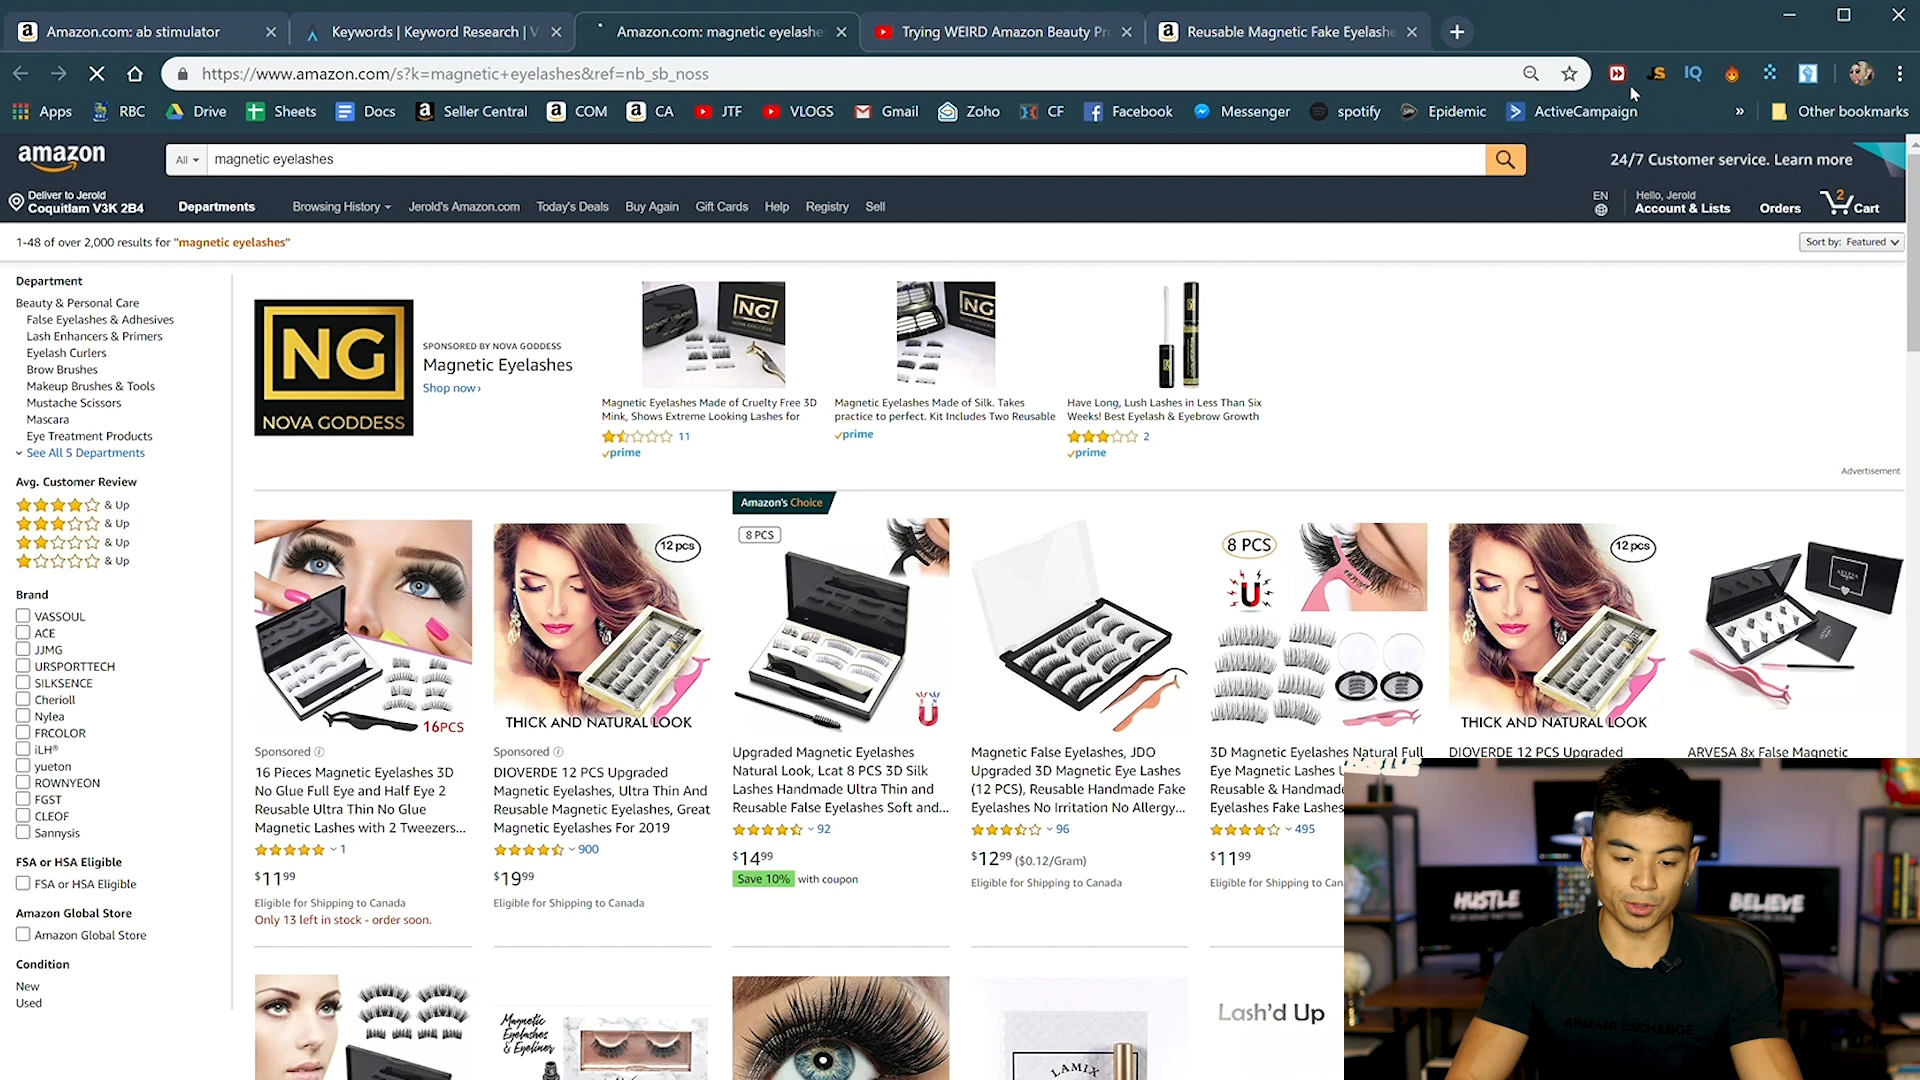 Amazon.com: ab stimulator
Keywords | Keyword Research | V
Amazon.com: magnetic eyelashe
Trying WEIRD Amazon Beauty Pr
Reusable Magnetic Fake Eyelashe
https://www.amazon.com/s?k=magnetic+eyelashes&ref=nb_sb_noss
JS
IQ
Apps
RBC
Drive
Sheets
Docs
Seller Central
COM
CA
JTF
VLOGS
Gmail
Zoho
CF
Facebook
Messenger
spotify
Epidemic
ActiveCampaign
»
Other bookmarks
amazon
All
magnetic eyelashes
24/7 Customer service. Learn more
Deliver to Jerold
Coquitlam V3K 2B4
Departments
Browsing History
Jerold's Amazon.com
Today's Deals
Buy Again
Gift Cards
Help
Registry
Sell
EN
Hello, Jerold
Account & Lists
Orders
2
Cart
1-48 of over 2,000 results for "magnetic eyelashes"
Sort by: Featured
Department
Beauty & Personal Care
False Eyelashes & Adhesives
Lash Enhancers & Primers
Eyelash Curlers
Brow Brushes
Makeup Brushes & Tools
Mustache Scissors
Mascara
Eye Treatment Products
See All 5 Departments
Avg. Customer Review
& Up
& Up
& Up
& Up
Brand
VASSOUL
ACE
JJMG
URSPORTTECH
SILKSENCE
Cherioll
Nylea
FRCOLOR
iLH®
yueton
ROWNYEON
FGST
CLEOF
Sannysis
FSA or HSA Eligible
FSA or HSA Eligible
Amazon Global Store
Amazon Global Store
Condition
New
Used
NG
NOVA GODDESS
SPONSORED BY NOVA GODDESS
Magnetic Eyelashes
Shop now›
NG
NOVA GODDESS
Magnetic Eyelashes Made of Cruelty Free 3D
Mink, Shows Extreme Looking Lashes for
11
prime
NG
Magnetic Eyelashes Made of Silk. Takes
practice to perfect. Kit Includes Two Reusable
prime
Have Long, Lush Lashes in Less Than Six
Weeks! Best Eyelash & Eyebrow Growth
2
prime
Advertisement
16PCS
Sponsored
16 Pieces Magnetic Eyelashes 3D
No Glue Full Eye and Half Eye 2
Reusable Ultra Thin No Glue
Magnetic Lashes with 2 Tweezers...
1
$11.99
Eligible for Shipping to Canada
Only 13 left in stock - order soon.
12 pcs
THICK AND NATURAL LOOK
Sponsored
DIOVERDE 12 PCS Upgraded
Magnetic Eyelashes, Ultra Thin And
Reusable Magnetic Eyelashes, Great
Magnetic Eyelashes For 2019
900
$19.99
Eligible for Shipping to Canada
Amazon's Choice
8 PCS
Upgraded Magnetic Eyelashes
Natural Look, Lcat 8 PCS 3D Silk
Lashes Handmade Ultra Thin and
Reusable False Eyelashes Soft and...
92
$14.99
Save 10% with coupon
Magnetic False Eyelashes, JDO
Upgraded 3D Magnetic Eye Lashes
(12 PCS), Reusable Handmade Fake
Eyelashes No Irritation No Allergy...
96
$12.99 ($0.12/Gram)
Eligible for Shipping to Canada
8 PCS
3D Magnetic Eyelashes Natural Full
Eye Magnetic Lashes U
Reusable & Handmade
Eyelashes Fake Lashes
495
$11.99
Eligible for Shipping to Can
12 pcs
THICK AND NATURAL LOOK
DIOVERDE 12 PCS Upgraded
ARVESA 8x False Magnetic
Magnetic
Eyelashes
& Eyeliner
LAMIX
Lash'd Up
HUSTLE
BELIEVE
ARMANI EXCHANGE